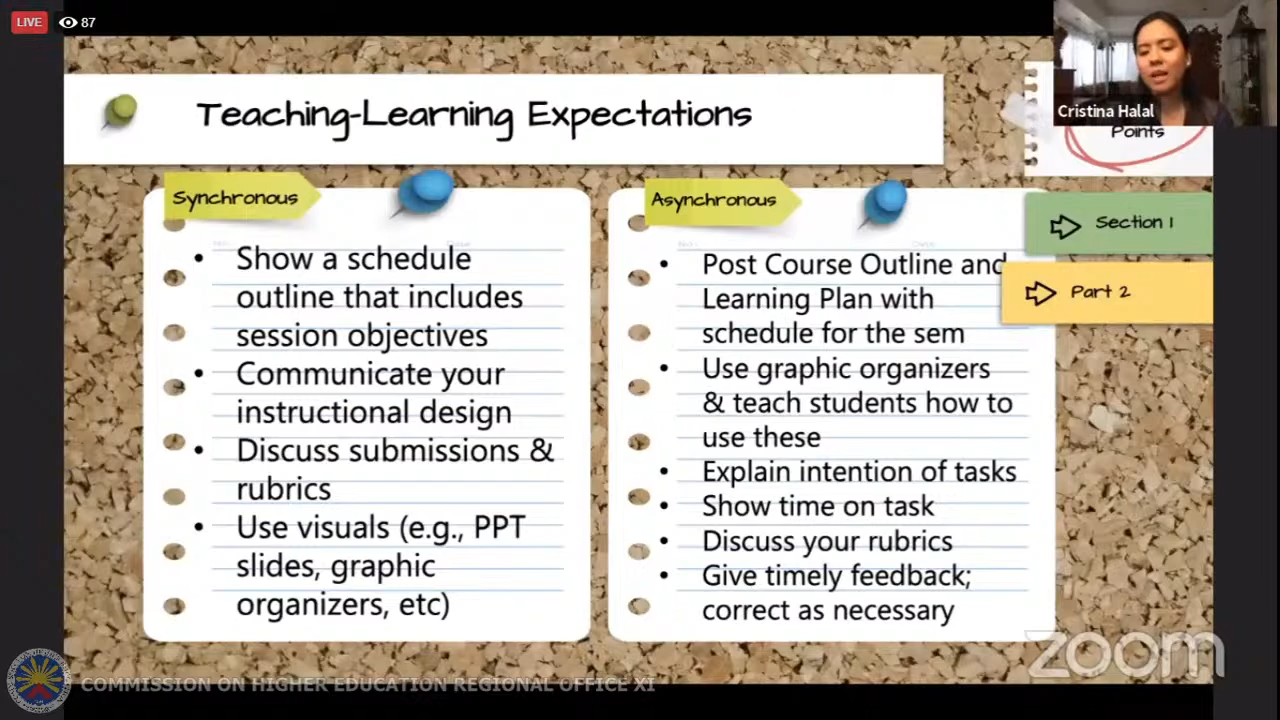 LIVE 87
Cristina Halal
Points
Teaching-Learning Expectations
Synchronous
Show a schedule
outline that includes
session objectives
Communicate your
instructional design
Discuss submissions &
rubrics
Use visuals (e.g., PPT
slides, graphic
organizers, etc)
Asynchronous
Post Course Outline and
Learning Plan with
schedule for the sem
Use graphic organizers
& teach students how to
use these
Explain intention of tasks
Show time on task
Discuss your rubrics
Give timely feedback;
correct as necessary
Section 1
Part 2
zoom
COMMISSION ON HIGHER EDUCATION REGIONAL OFFICE XI